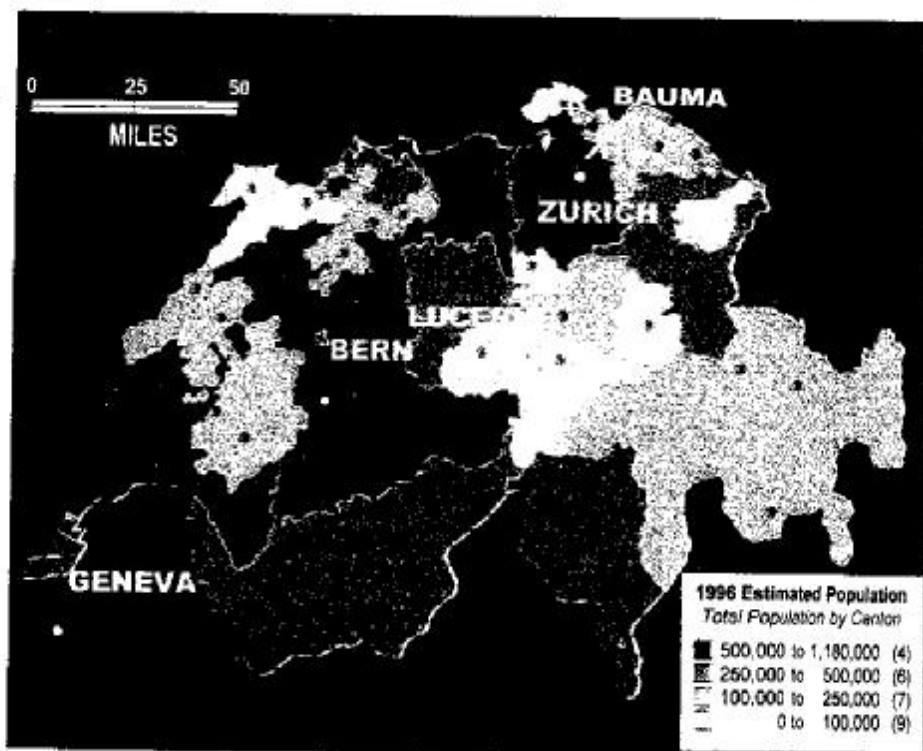 0 25 50
MILES
BAUMA
ZURICH
LUCER
BERN
GENEVA
1996 Estimated Population
Total Population by Canton
500,000 to 1,180,000 (4)
250,000 to 500,000 (6)
100,000 to 250,000 (7)
0 to 100,000 (9)